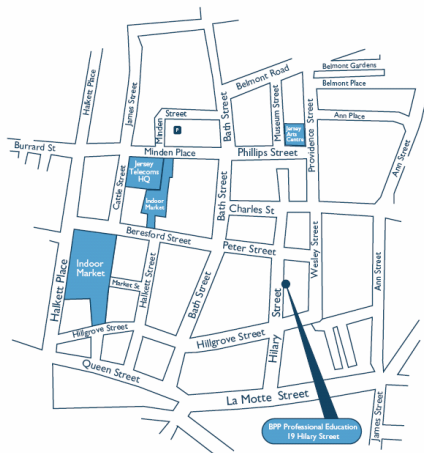 Belmont Gardens
Belmont Road
Belmont Place
Halkett Place
James Street
Minden
Street
P
Bath Street
Museum Street
Jersey
Arts
Centre
Providence Street
Ann Place
Burrard St
Minden Place
Phillips Street
Ann Street
Jersey
Telecoms
HQ
Cattle Street
Indoor
Market
Bath Street
Charles St
Beresford Street
Peter Street
Wesley Street
Indoor
Market
Halkett Place
Market St
Halkett Street
Bath Street
Street
Hilary
Ann Street
Hillgrove Street
Hillgrove Street
Queen Street
La Motte Street
James Street
BPP Professional Education
19 Hilary Street